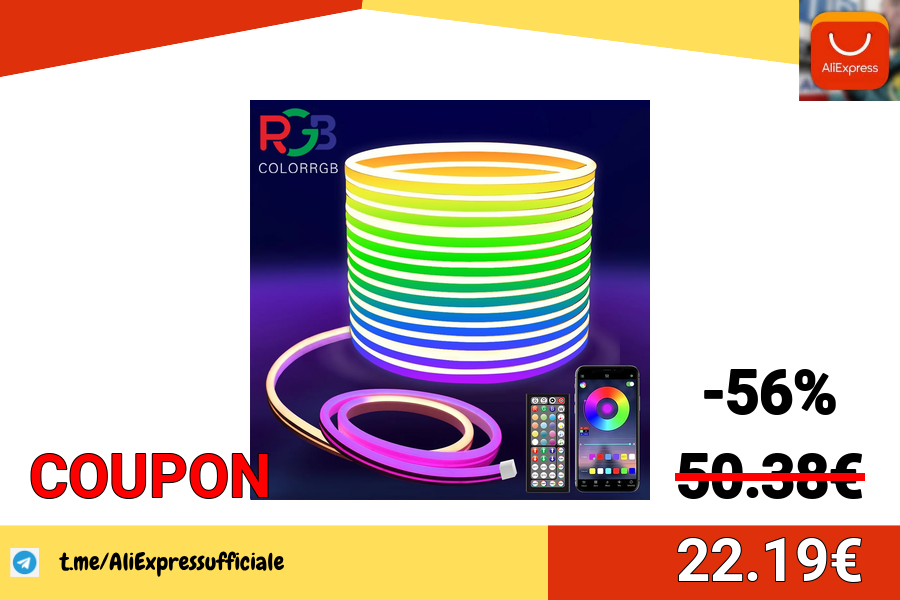 AliExpress
RGB
COLORRGB
-56%
COUPON
50.38€
t.me/AliExpressufficiale
22.19€